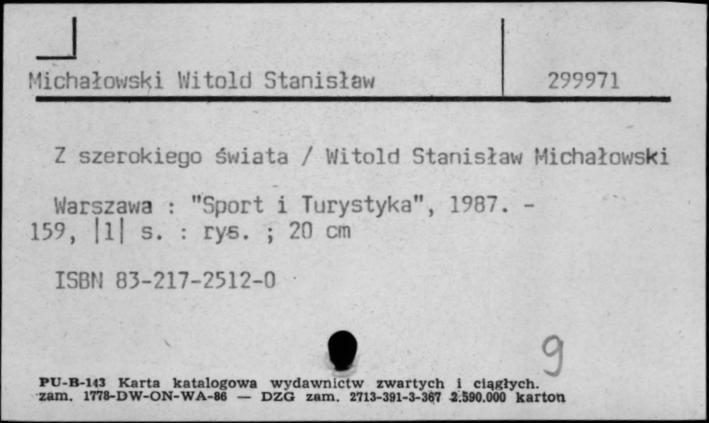 Michałowski Witold Stanisław 299971
Z szerokiego świata / Witold Stanisław Michałowski
Warszawa : "Sport i Turystyka", 1987. -
159, |1| s. : rys. ; 20 cm
ISBN 83-217-2512-0
9
PU-B-143 Karta katalogowa wydawnictw zwartych i ciągłych.
zam. 1778-DW-ON-WA-86 — DZG zam. 2713-391-3-367 2.590.000 karton